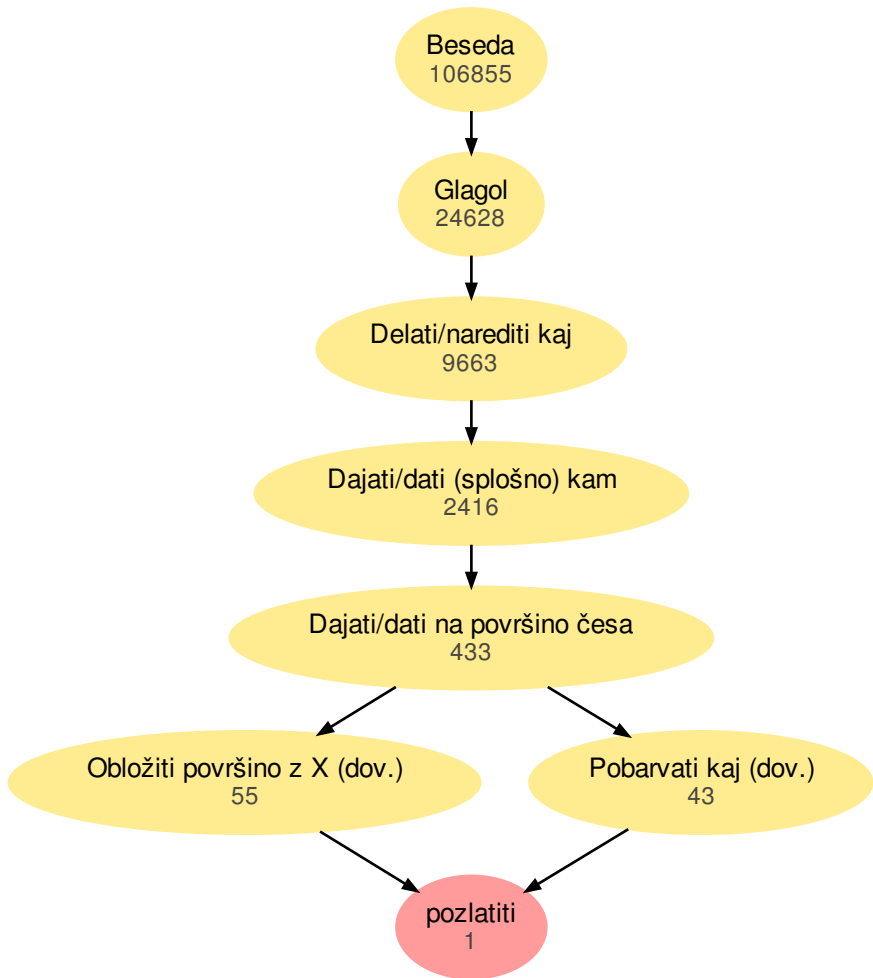 Beseda
106855
Glagol
24628
Delati/narediti kaj
9663
Dajati/dati (splošno) kam
2416
Dajati/dati na površino česa
433
Obložiti površino z X (dov.)
55
Pobarvati kaj (dov.)
43
pozlatiti
1